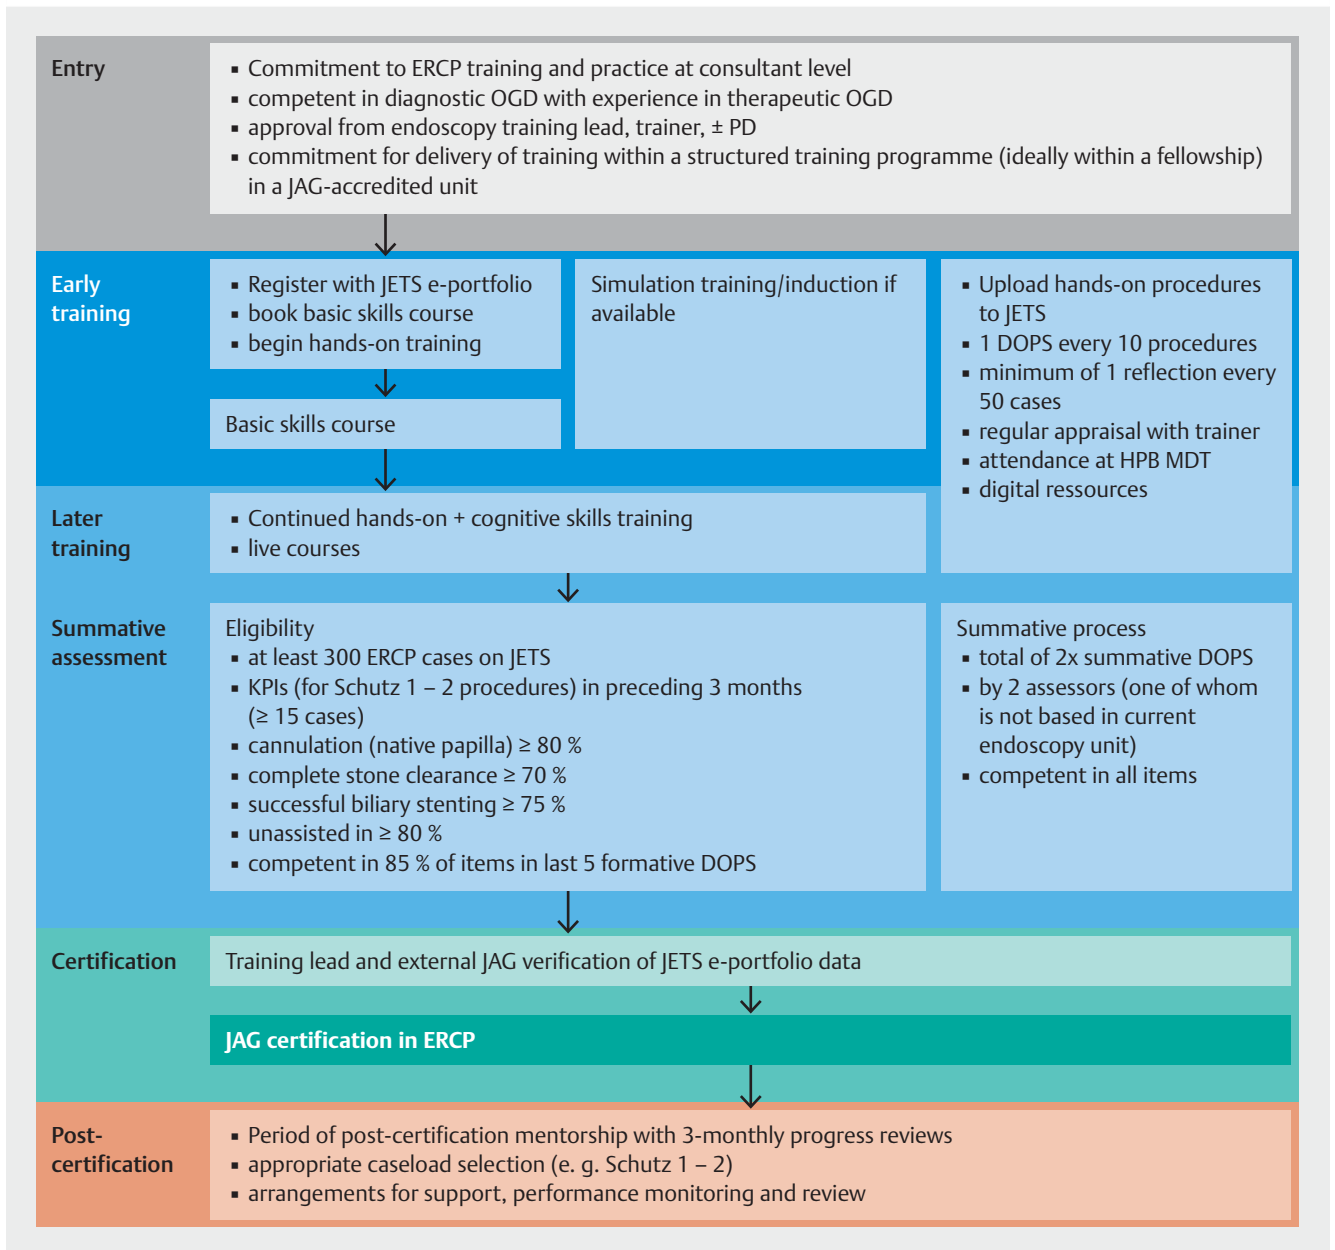 Entry
▪ Commitment to ERCP training and practice at consultant level
▪ competent in diagnostic OGD with experience in therapeutic OGD
▪ approval from endoscopy training lead, trainer, ± PD
▪ commitment for delivery of training within a structured training programme (ideally within a fellowship)
in a JAG-accredited unit
Early
training
▪ Register with JETS e-portfolio
▪ book basic skills course
▪ begin hands-on training
Basic skills course
Simulation training/induction if
available
▪ Upload hands-on procedures
to JETS
▪ 1 DOPS every 10 procedures
▪ minimum of 1 reflection every
50 cases
▪ regular appraisal with trainer
▪ attendance at HPB MDT
▪ digital ressources
Later
training
▪ Continued hands-on + cognitive skills training
▪ live courses
Summative
assessment
Eligibility
▪ at least 300 ERCP cases on JETS
▪ KPIs (for Schutz 1 – 2 procedures) in preceding 3 months
(≥ 15 cases)
▪ cannulation (native papilla) ≥ 80 %
▪ complete stone clearance ≥ 70 %
▪ successful biliary stenting ≥ 75 %
▪ unassisted in ≥ 80 %
▪ competent in 85 % of items in last 5 formative DOPS
Summative process
▪ total of 2x summative DOPS
▪ by 2 assessors (one of whom
is not based in current
endoscopy unit)
▪ competent in all items
Certification
Training lead and external JAG verification of JETS e-portfolio data
JAG certification in ERCP
Post-
certification
▪ Period of post-certification mentorship with 3-monthly progress reviews
▪ appropriate caseload selection (e. g. Schutz 1 – 2)
▪ arrangements for support, performance monitoring and review